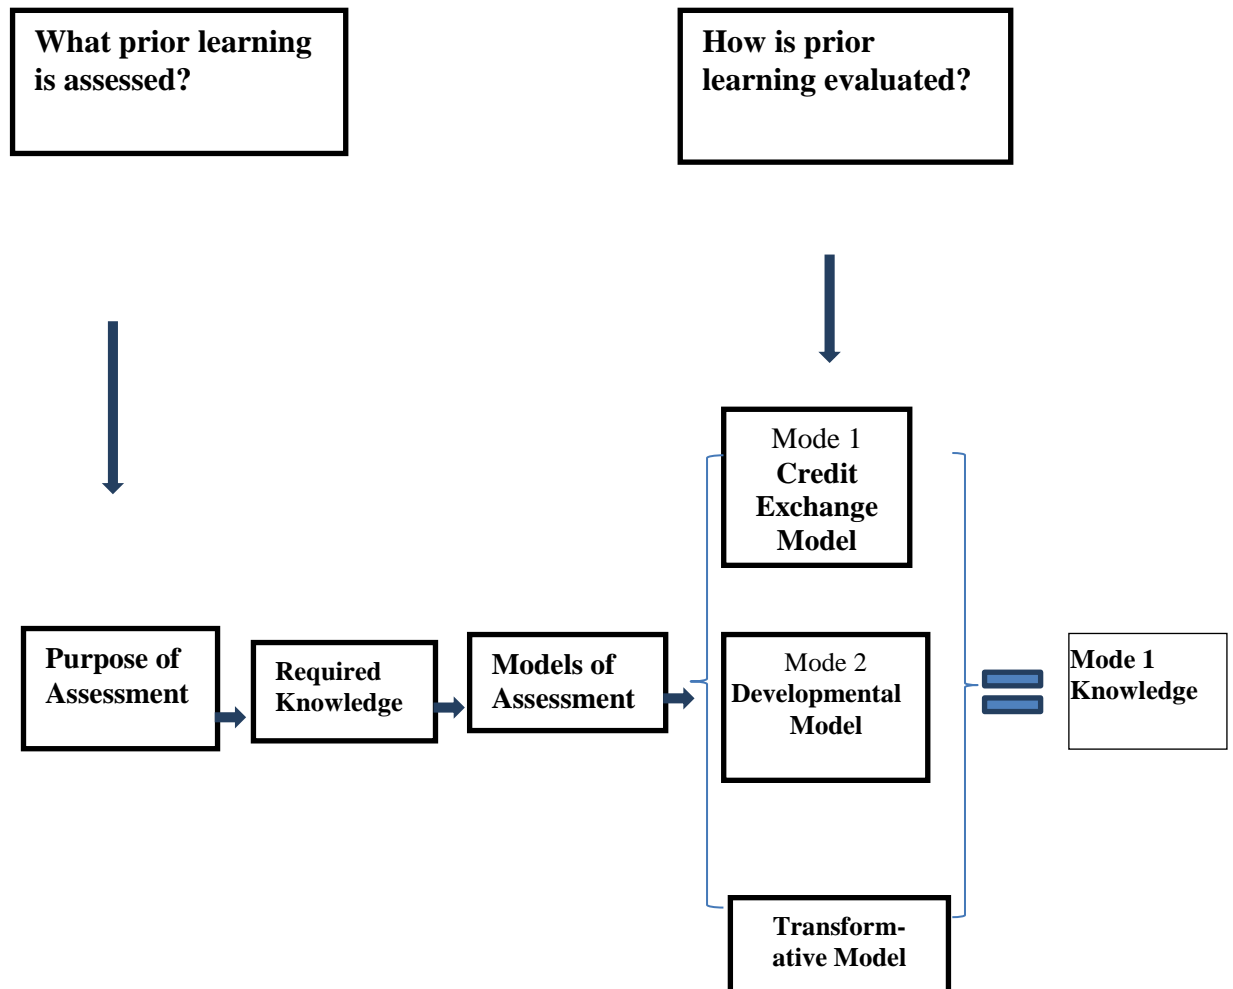 What prior learning
is assessed?
How is prior
learning evaluated?
Mode 1
Credit
Exchange
Model
Purpose of
Assessment
Required
Knowledge
Models of
Assessment
Mode 2
Developmental
Model
Mode 1
Knowledge
Transform-
ative Model